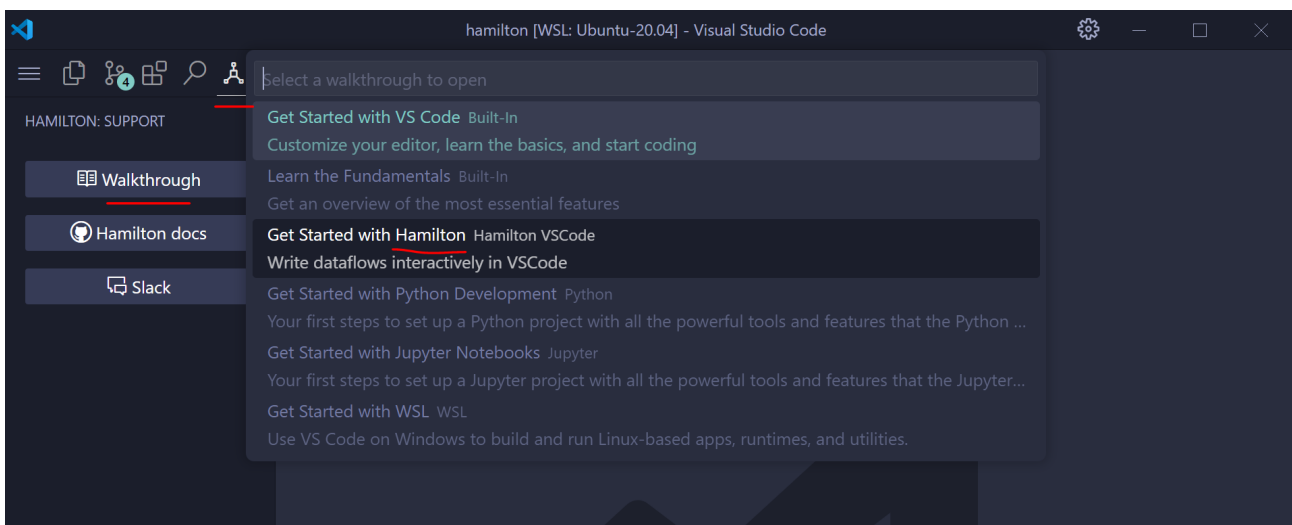 hamilton [WSL: Ubuntu-20.04] - Visual Studio Code
4
Select a walkthrough to open
HAMILTON: SUPPORT
Walkthrough
Hamilton docs
Slack
Get Started with VS Code Built-In
Customize your editor, learn the basics, and start coding
Learn the Fundamentals Built-In
Get an overview of the most essential features
Get Started with Hamilton Hamilton VSCode
Write dataflows interactively in VSCode
Get Started with Python Development Python
Your first steps to set up a Python project with all the powerful tools and features that the Python ...
Get Started with Jupyter Notebooks Jupyter
Your first steps to set up a Jupyter project with all the powerful tools and features that the Jupyter...
Get Started with WSL WSL
Use VS Code on Windows to build and run Linux-based apps, runtimes, and utilities.